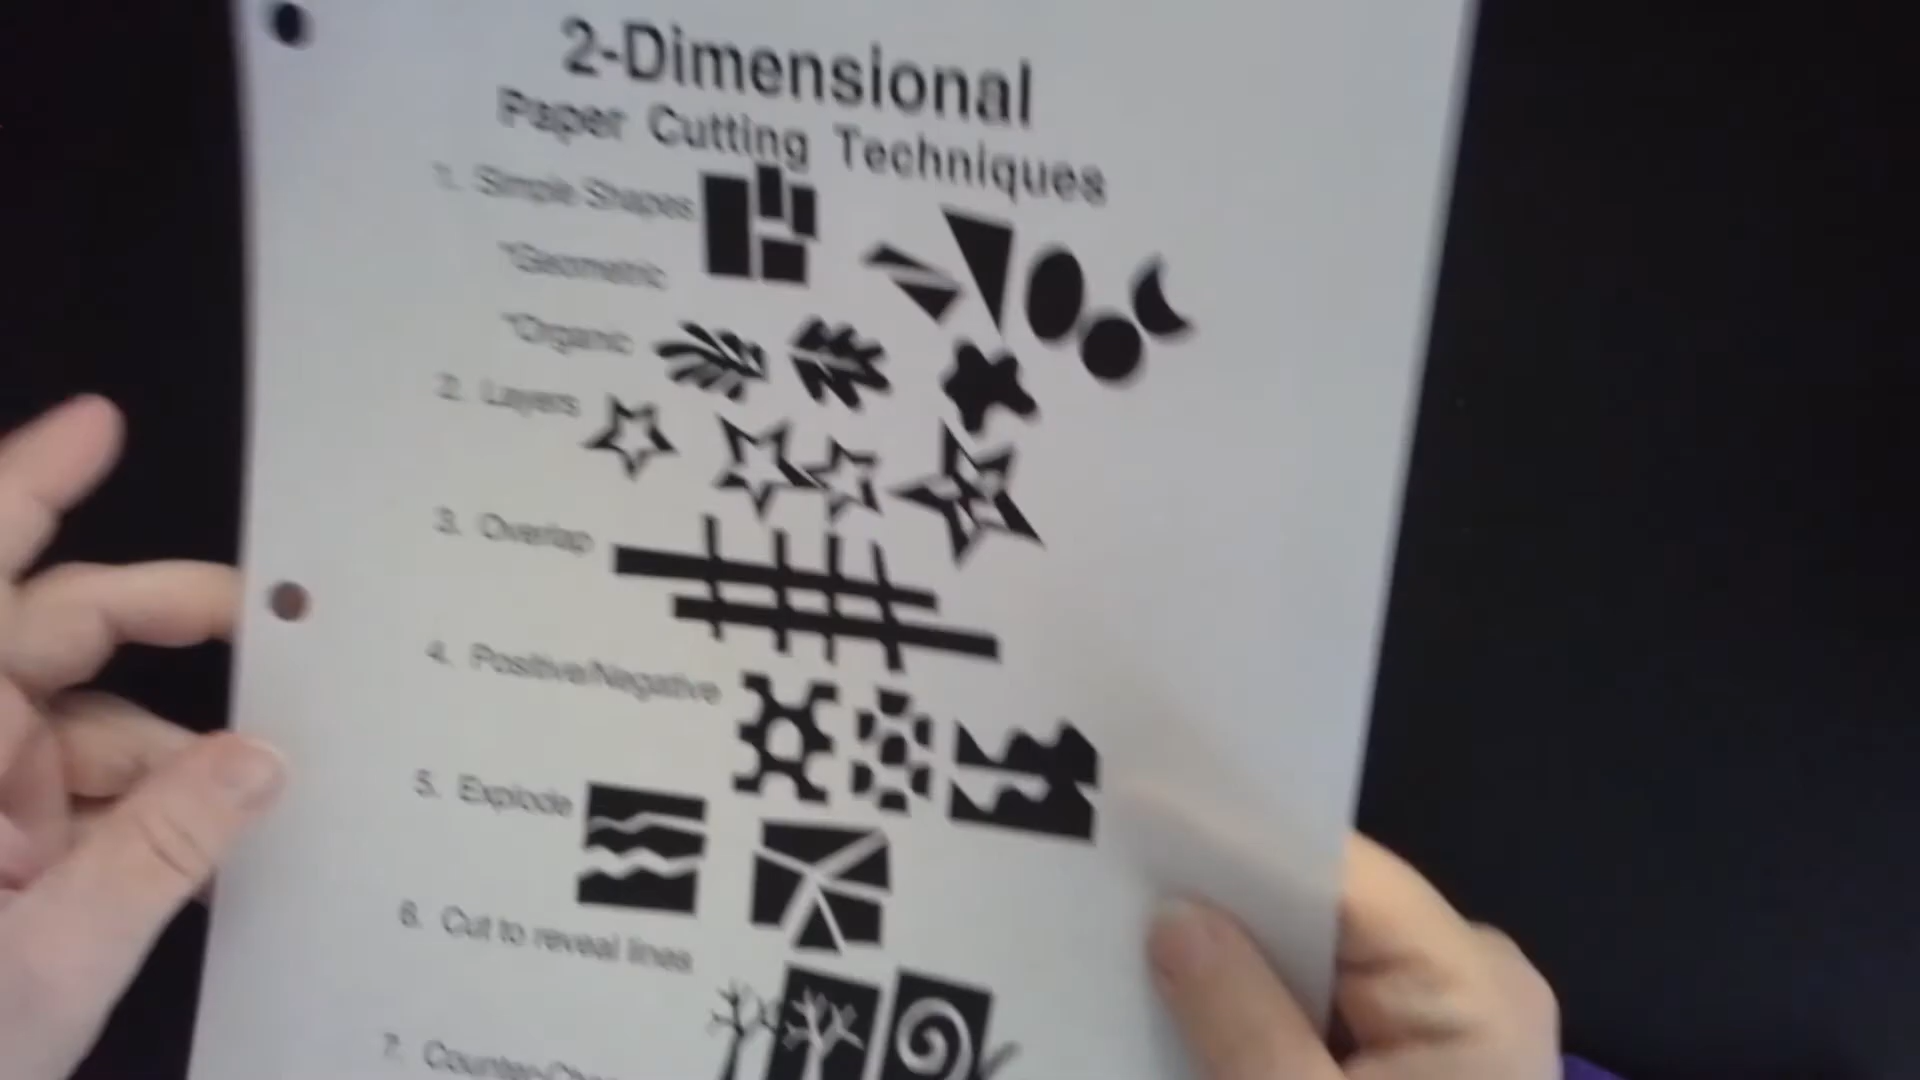 2-Dimensional
Paper Cutting Techniques
1. Simple Shapes
*Geometric
*Organic
2. Layers
3. Overlap
4. Positive/Negative
5. Explode
6. Cut to reveal lines
7.